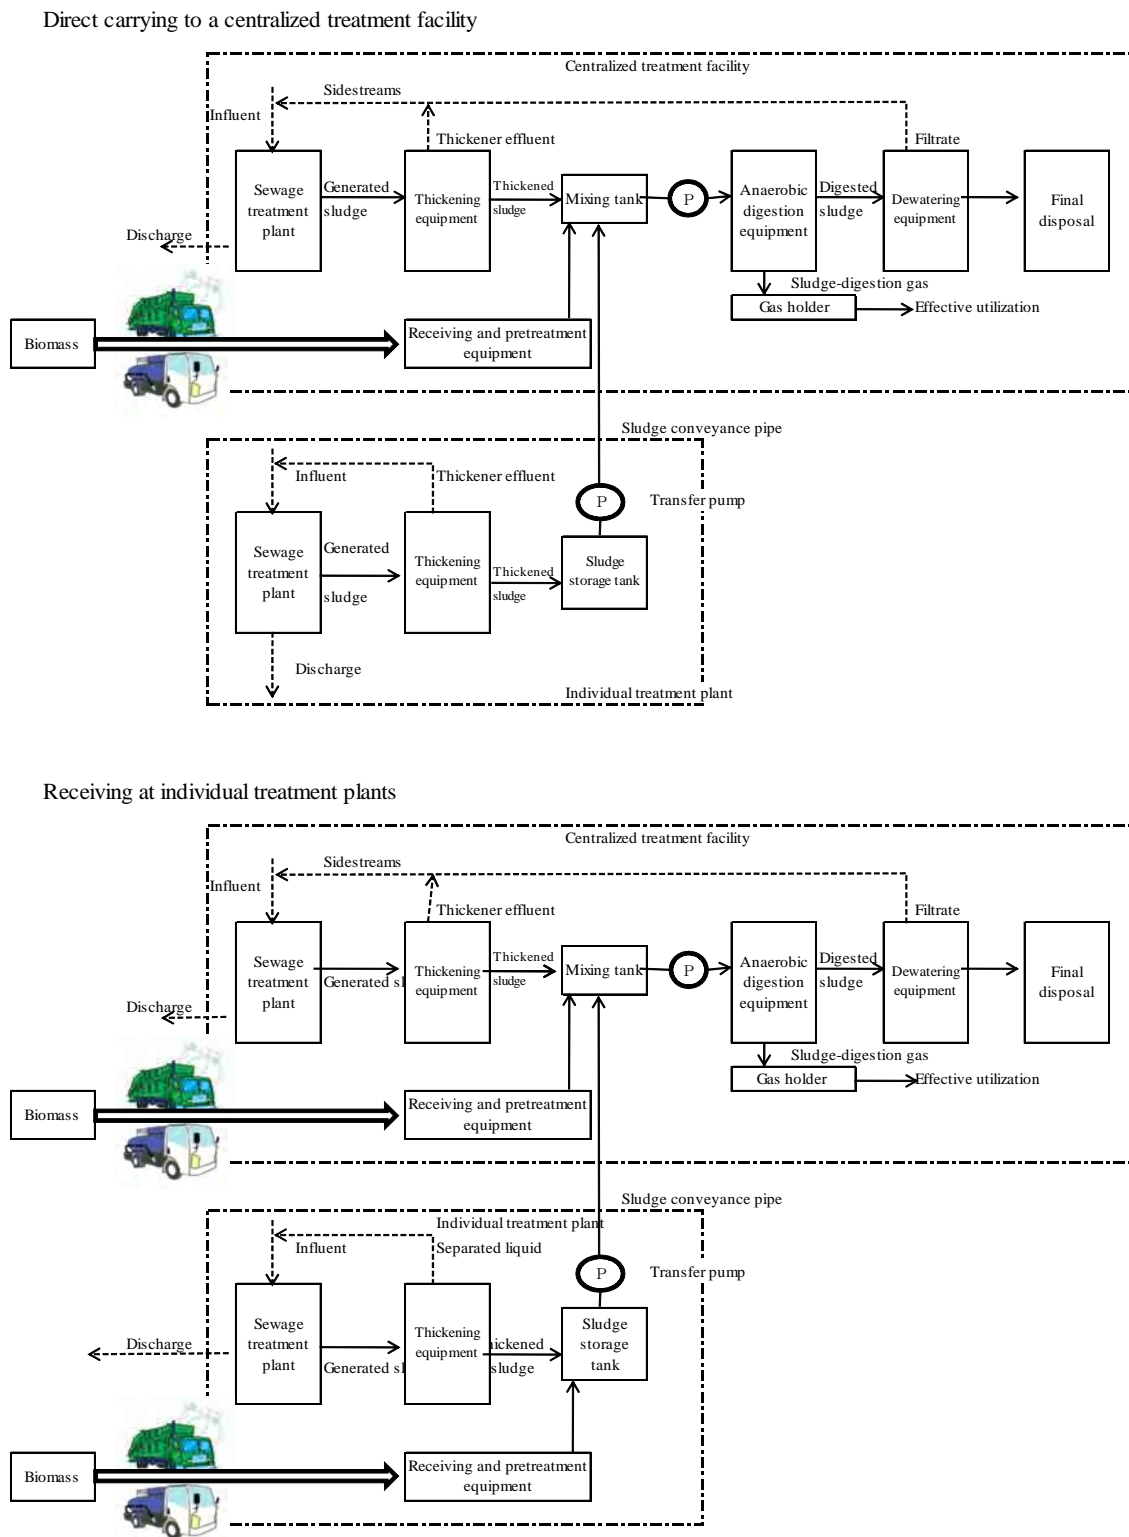 Direct carrying to a centralized treatment facility
Centralized treatment facility
Sidestreams
Influent
Thickener effluent
Filtrate
Sewage
treatment
plant
Generated
sludge
Thickening
equipment
Thickened
sludge
Mixing tank
P
Anaerobic
digestion
equipment
Digested
sludge
Dewatering
equipment
Final
disposal
Discharge
Sludge-digestion gas
Gas holder
Effective utilization
Biomass
Receiving and pretreatment
equipment
Sludge conveyance pipe
Influent
Thickener effluent
P
Transfer pump
Sewage
treatment
plant
Generated
sludge
Thickening
equipment
Thickened
sludge
Sludge
storage tank
Discharge
Individual treatment plant
Receiving at individual treatment plants
Centralized treatment facility
Sidestreams
Influent
Thickener effluent
Filtrate
Sewage
treatment
plant
Generated sl
Thickening
equipment
Thickened
sludge
Mixing tank
P
Anaerobic
digestion
equipment
Digested
sludge
Dewatering
equipment
Final
disposal
Discharge
Sludge-digestion gas
Gas holder
Effective utilization
Biomass
Receiving and pretreatment
equipment
Sludge conveyance pipe
Individual treatment plant
Influent
Separated liquid
P
Transfer pump
Sewage
treatment
plant
Generated sl
Thickening
equipment
hickened
sludge
Sludge
storage
tank
Discharge
Biomass
Receiving and pretreatment
equipment